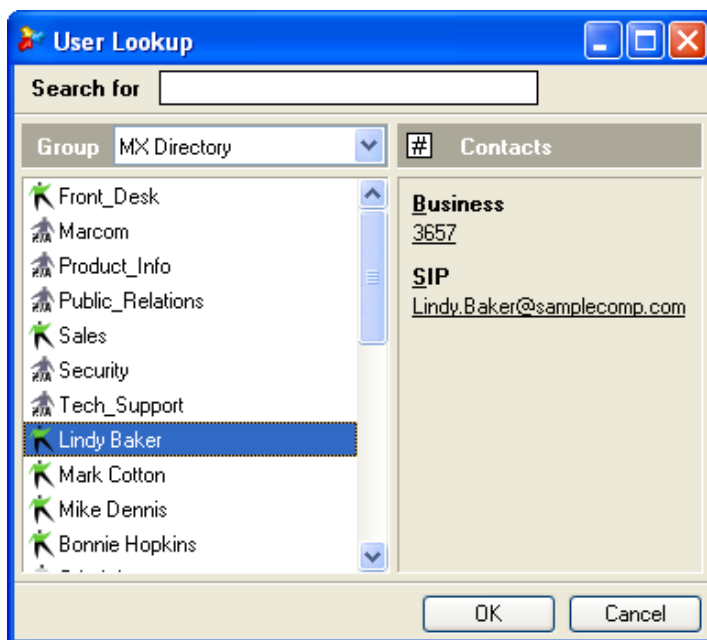 User Lookup
Search for
Group MX Directory
# Contacts
Front_Desk
Marcom
Product_Info
Public_Relations
Sales
Security
Tech_Support
Lindy Baker
Mark Cotton
Mike Dennis
Bonnie Hopkins
Business
3657
SIP
Lindy.Baker@samplecomp.com
OK Cancel